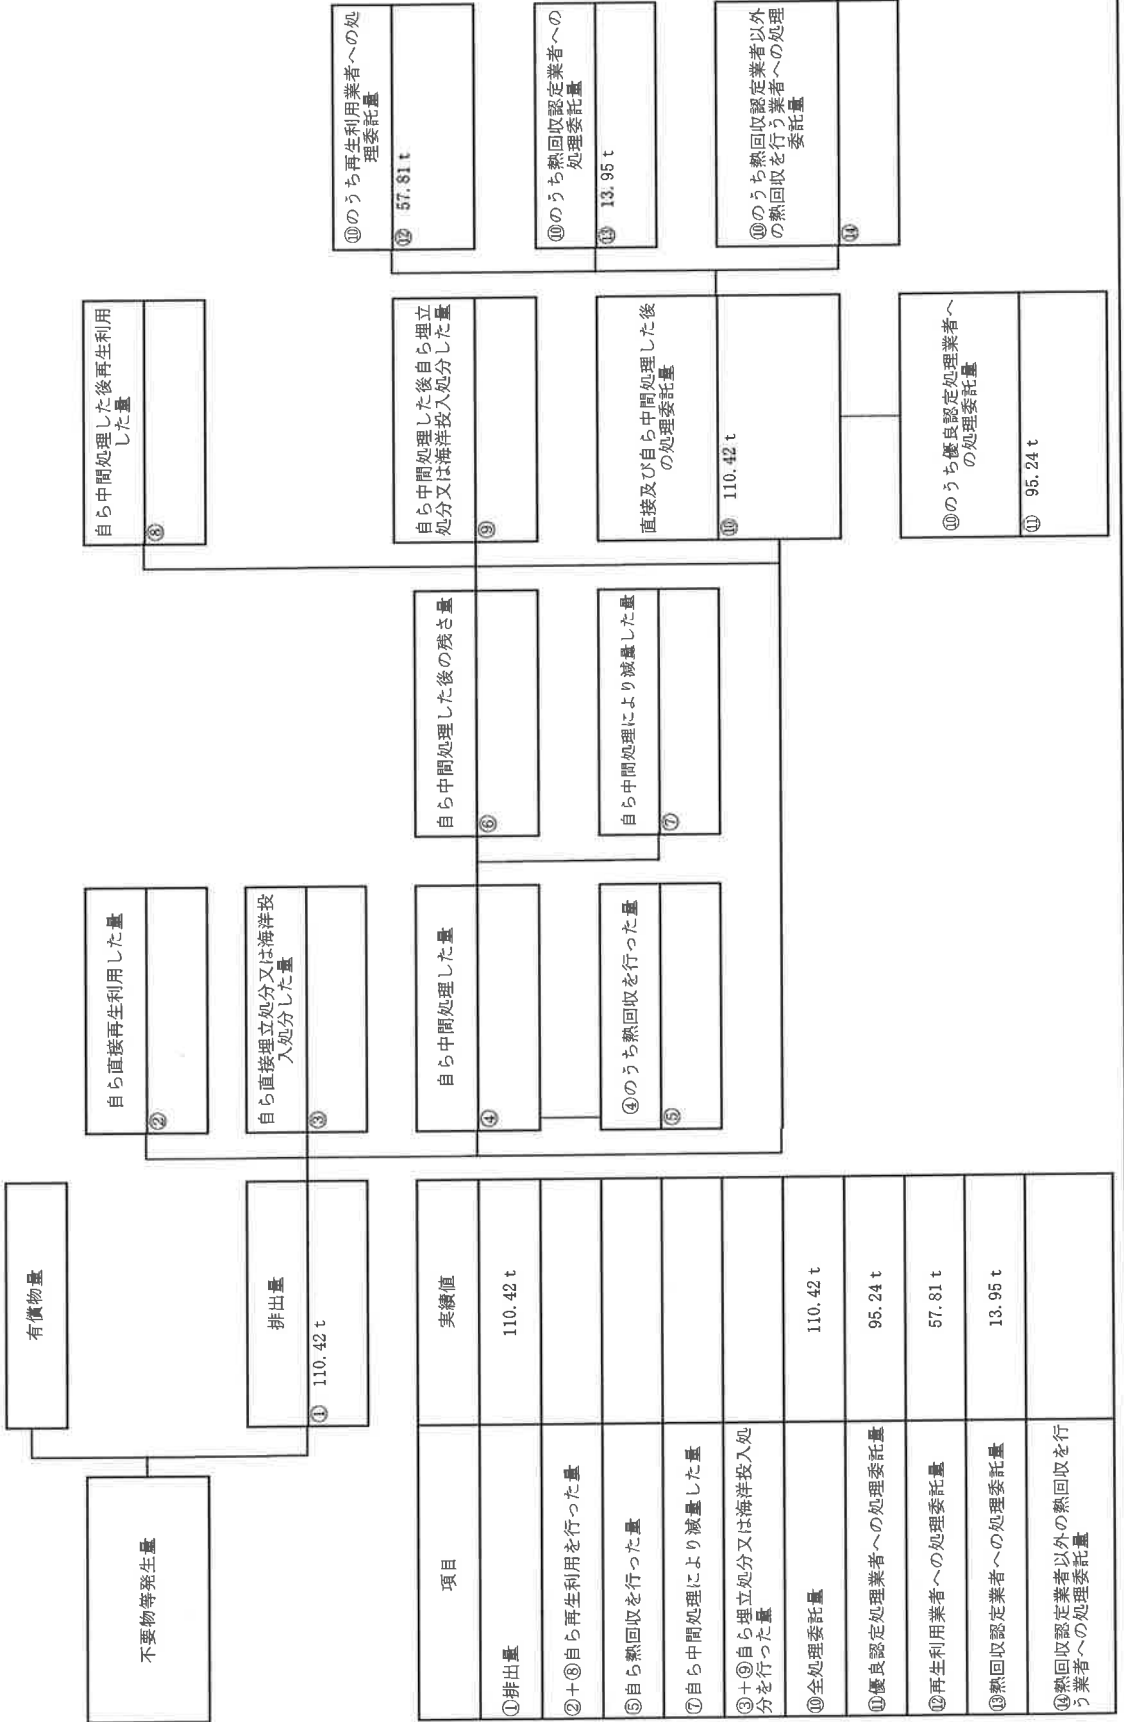 不要物等発生量
有償物量
排出量
① 110.42 t
自ら直接再生利用した量
②
自ら直接埋立処分又は海洋投
入処分した量
③
自ら中間処理した量
④
④のうち熱回収を行った量
⑤
自ら中間処理した後の残さ量
⑥
自ら中間処理により減量した量
⑦
自ら中間処理した後再生利用
した量
⑧
自ら中間処理した後自ら埋立
処分又は海洋投入処分した量
⑨
直接及び自ら中間処理した後
の処理委託量
⑩ 110.42 t
⑩のうち優良認定処理業者へ
の処理委託量
⑪ 95.24 t
⑩のうち再生利用業者への処
理委託量
⑫ 57.81 t
⑩のうち熱回収認定業者への
処理委託量
⑬ 13.95 t
⑩のうち熱回収認定業者以外
の熱回収を行う業者への処理
委託量
⑭
項目 実績値
①排出量 110.42 t
②+⑧自ら再生利用を行った量
⑤自ら熱回収を行った量
⑦自ら中間処理により減量した量
③+⑨自ら埋立処分又は海洋投入処
分を行った量
⑩全処理委託量 110.42 t
⑪優良認定処理業者への処理委託量 95.24 t
⑫再生利用業者への処理委託量 57.81 t
⑬熱回収認定業者への処理委託量 13.95 t
⑭熱回収認定業者以外の熱回収を行
う業者への処理委託量